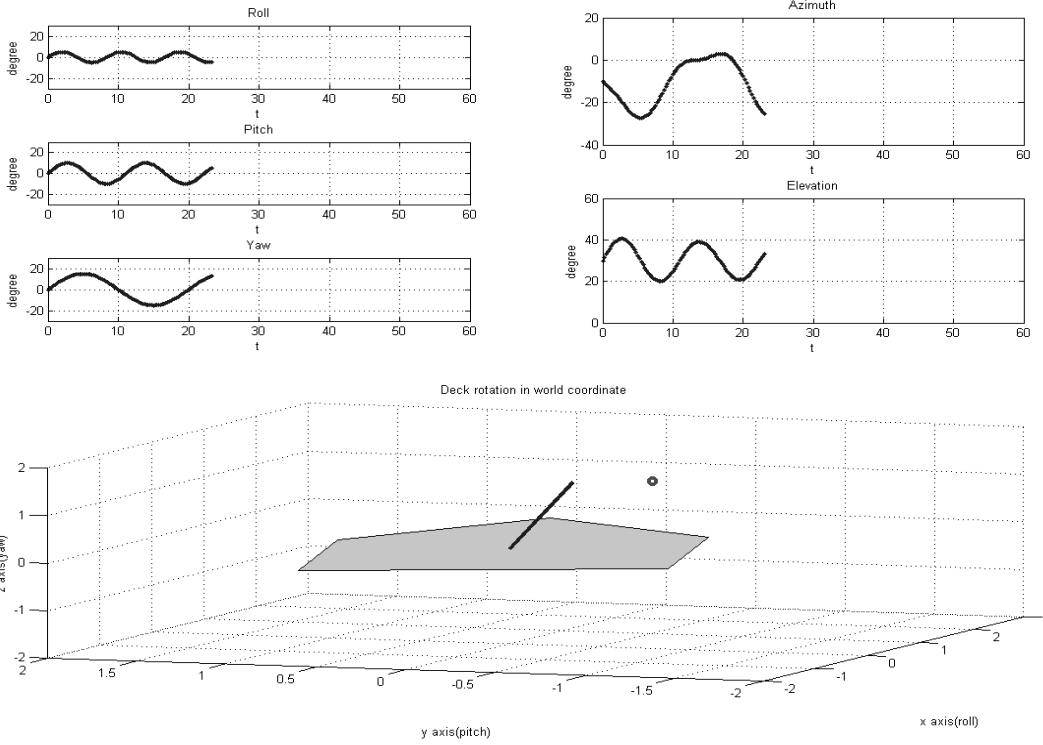 Roll
20
0
-20
degree
0 10 20 30 40 50 60
t
Pitch
20
0
-20
degree
0 10 20 30 40 50 60
t
Yaw
20
0
-20
degree
0 10 20 30 40 50 60
t
Azimuth
20
0
-20
-40
degree
0 10 20 30 40 50 60
t
Elevation
60
40
20
0
degree
0 10 20 30 40 50 60
t
Deck rotation in world coordinate
2
1
0
-1
-2
z axis(yaw)
2 1.5 1 0.5 0 -0.5 -1 -1.5 -2
-2 -1 0 1 2
y axis(pitch)
x axis(roll)